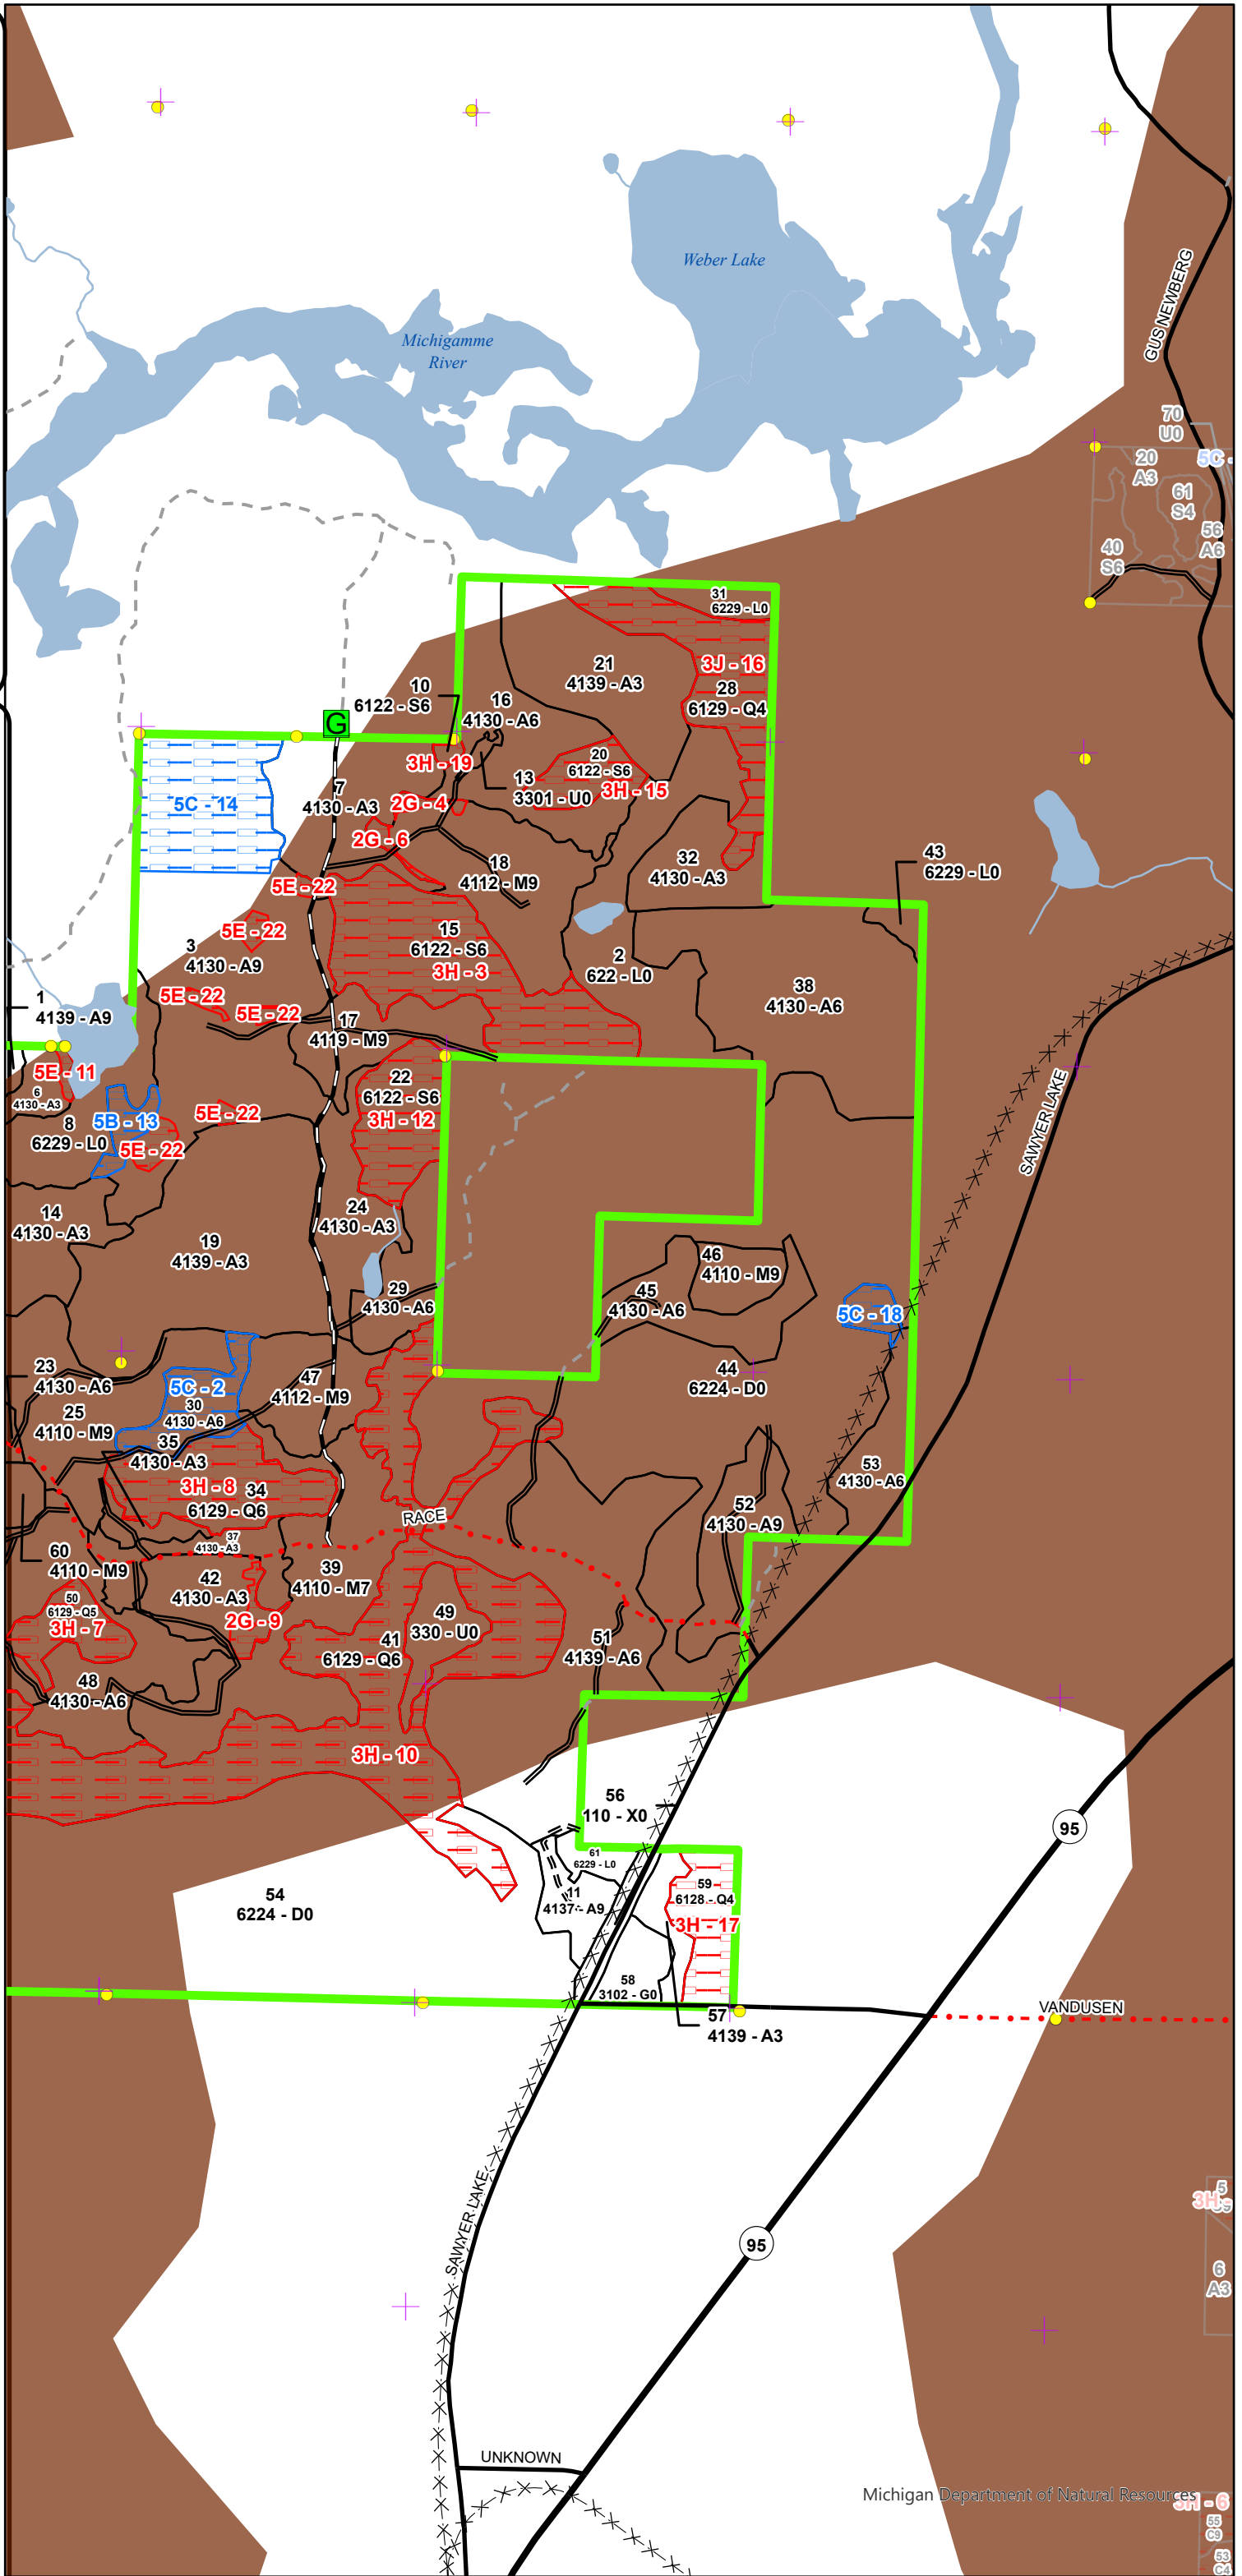 Weber Lake
GUS NEWBERG
Michigamme
River
70
U0
20
A3
5C -
61
S4
56
A6
40
S6
31
6229 - L0
21
4139 - A3
3J - 16
28
6129 - Q4
10
6122 - S6
16
4130 - A6
G
3H - 19
20
6122 - S6
3H - 15
13
3301 - U0
7
4130 - A3
5C - 14
2G - 4
2G - 6
18
4112 - M9
32
4130 - A3
43
6229 - L0
5E - 22
5E - 22
15
6122 - S6
3H - 3
3
4130 - A9
2
622 - L0
38
4130 - A6
5E - 22
5E - 22
1
4139 - A9
17
4119 - M9
SAWYER LAKE
5E - 11
6
4130 - A3
22
6122 - S6
3H - 12
8
6229 - L0
5B - 13
5E - 22
5E - 22
14
4130 - A3
24
4130 - A3
19
4139 - A3
46
4110 - M9
29
4130 - A6
45
4130 - A6
5C - 18
23
4130 - A6
5C - 2
30
4130 - A6
47
4112 - M9
44
6224 - D0
25
4110 - M9
35
4130 - A3
53
4130 - A6
3H - 8
34
6129 - Q6
RACE
52
4130 - A9
37
4130 - A3
60
4110 - M9
42
4130 - A3
39
4110 - M7
50
6129 - Q5
3H - 7
2G - 9
49
330 - U0
41
6129 - Q6
51
4139 - A6
48
4130 - A6
3H - 10
56
110 - X0
95
61
6229 - L0
54
6224 - D0
11
4137 - A9
59
6128 - Q4
3H - 17
58
3102 - G0
57
4139 - A3
VANDUSEN
SAWYER LAKE
5
3H -
6
A3
95
UNKNOWN
Michigan Department of Natural Resources
3H - 6
55
C9
53
C4